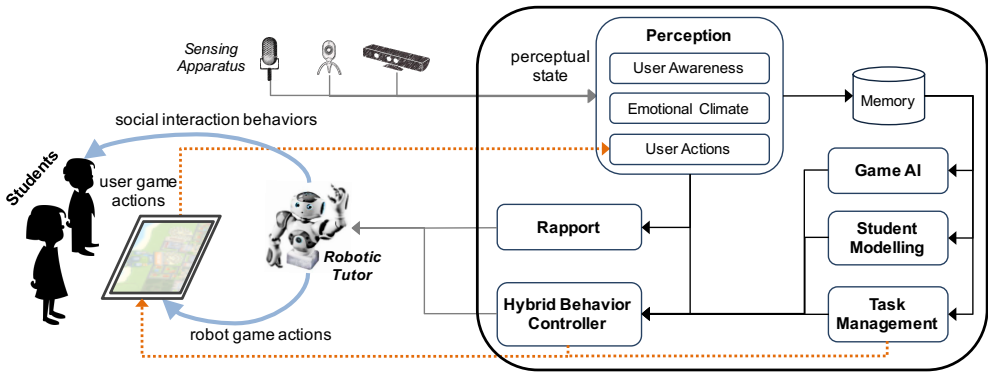 Sensing
Apparatus
perceptual
state
Perception
User Awareness
Emotional Climate
User Actions
Memory
social interaction behaviors
Students
user game
actions
Game AI
Robotic
Tutor
Rapport
Student
Modelling
Hybrid Behavior
Controller
Task
Management
robot game actions